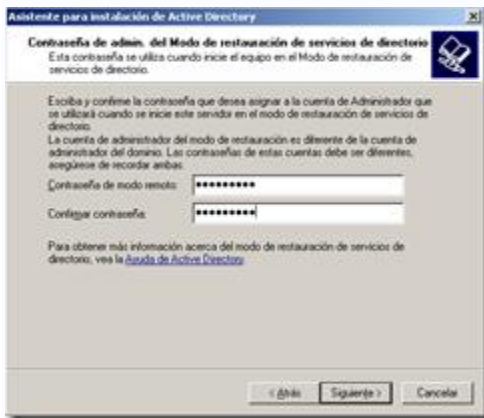 Asistente para instalación de Active Directory
Contraseña de admin. del Modo de restauración de servicios de directorio
Esta contraseña se utiliza cuando inicie el equipo en el Modo de restauración de
servicios de directorio.
Escriba y confirme la contraseña que desea asignar a la cuenta de Administrador que
se utilizará cuando se inicie este servidor en el modo de restauración de servicios de
directorio.
La cuenta de administrador del modo de restauración es diferente de la cuenta de
administrador del dominio. Las contraseñas de estas cuentas debe ser diferentes,
asegúrese de recordar ambas.
Contraseña de modo remoto:
Confirmar contraseña:
Para obtener más información acerca del modo de restauración de servicios de
directorio, vea la Ayuda de Active Directory.
< Atrás
Siguiente >
Cancelar